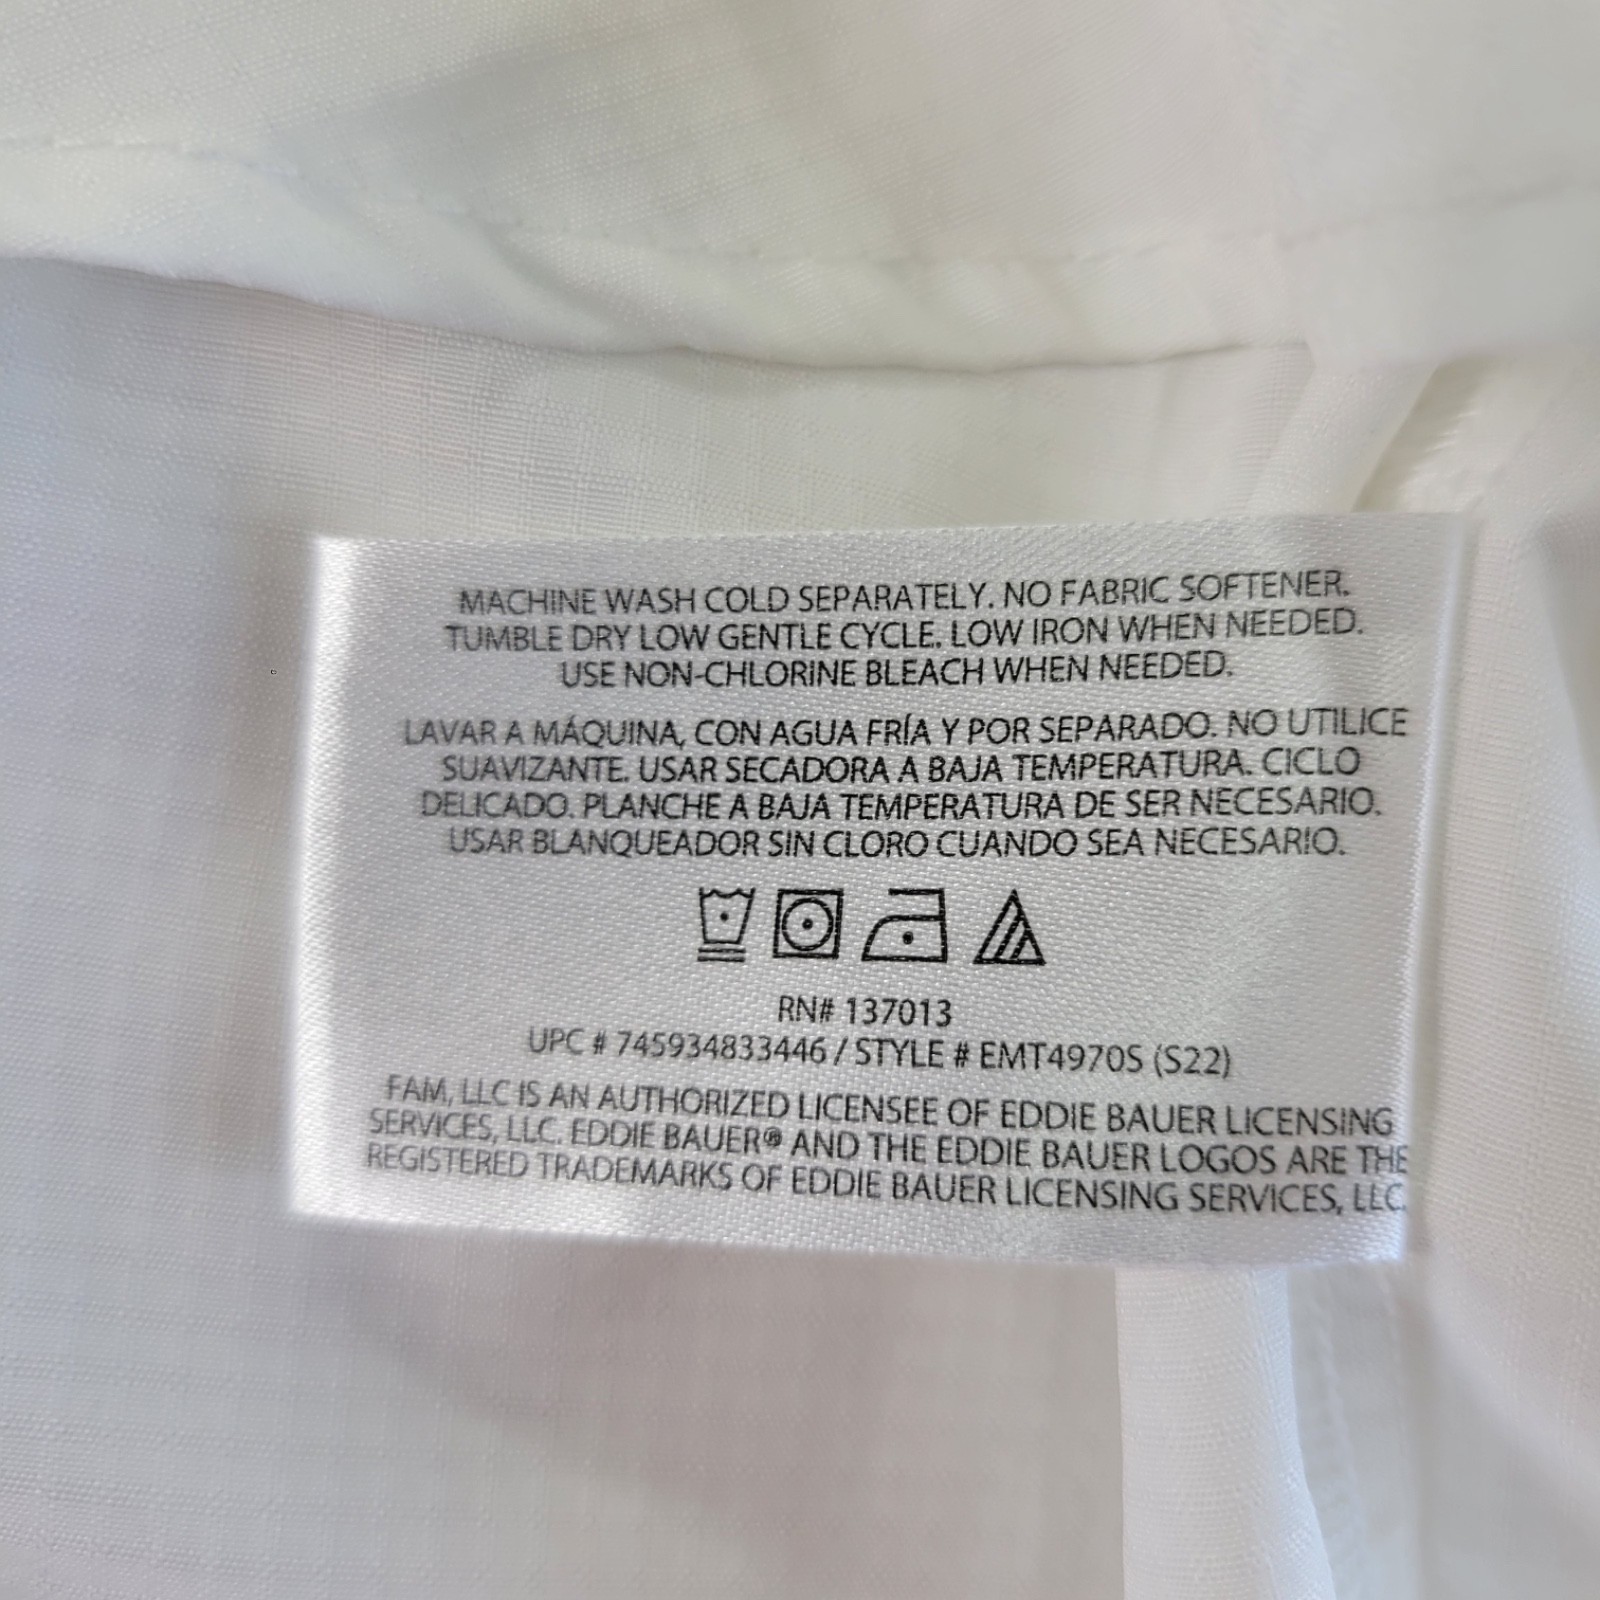 MACHINE WASH COLD SEPARATELY. NO FABRIC SOFTENER.
TUMBLE DRY LOW GENTLE CYCLE. LOW IRON WHEN NEEDED.
USE NON-CHLORINE BLEACH WHEN NEEDED.
LAVAR A MÁQUINA, CON AGUA FRÍA Y POR SEPARADO. NO UTILICE
SUAVIZANTE. USAR SECADORA A BAJA TEMPERATURA. CICLO
DELICADO. PLANCHE A BAJA TEMPERATURA DE SER NECESARIO.
USAR BLANQUEADOR SIN CLORO CUANDO SEA NECESARIO.
RN# 137013
UPC # 745934833446 / STYLE # EMT4970S (S22)
FAM, LLC IS AN AUTHORIZED LICENSEE OF EDDIE BAUER LICENSING
SERVICES, LLC. EDDIE BAUER® AND THE EDDIE BAUER LOGOS ARE THE
REGISTERED TRADEMARKS OF EDDIE BAUER LICENSING SERVICES, LLC.